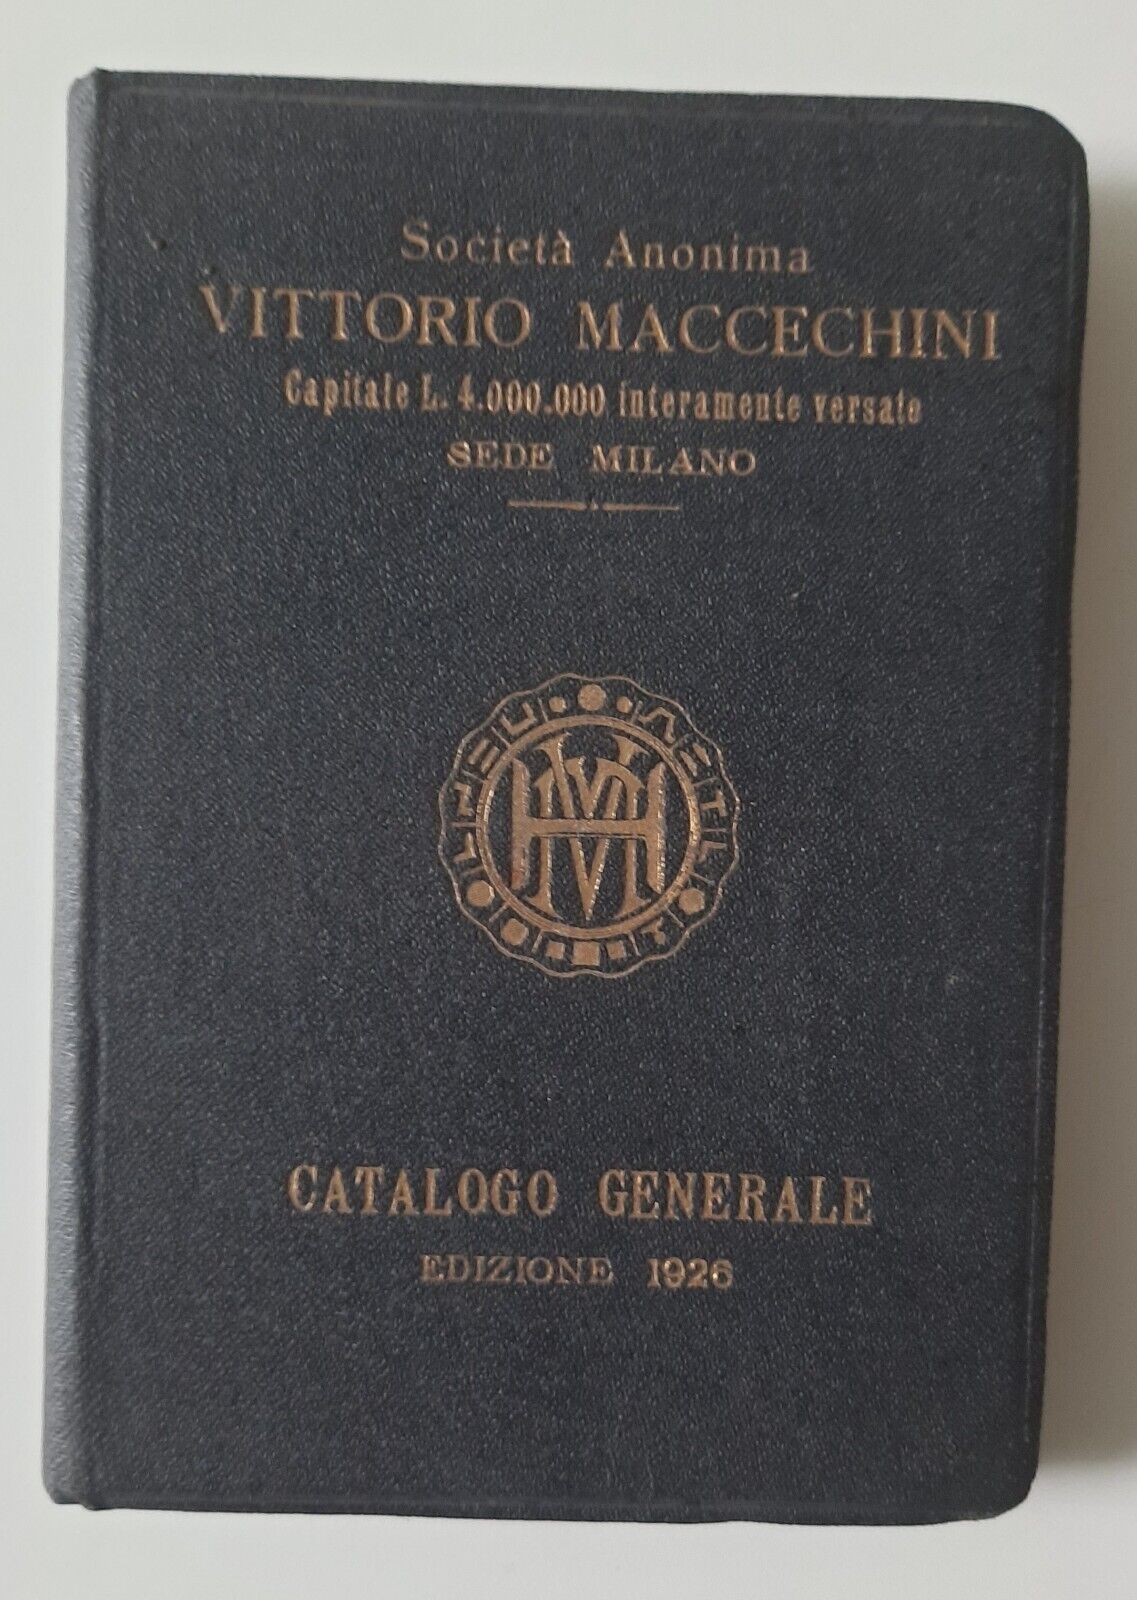 Società Anonima
VITTORIO MACCECHINI
Capitale L. 4.000.000 interamente versate
SEDE MILANO
CATALOGO GENERALE
EDIZIONE 1926